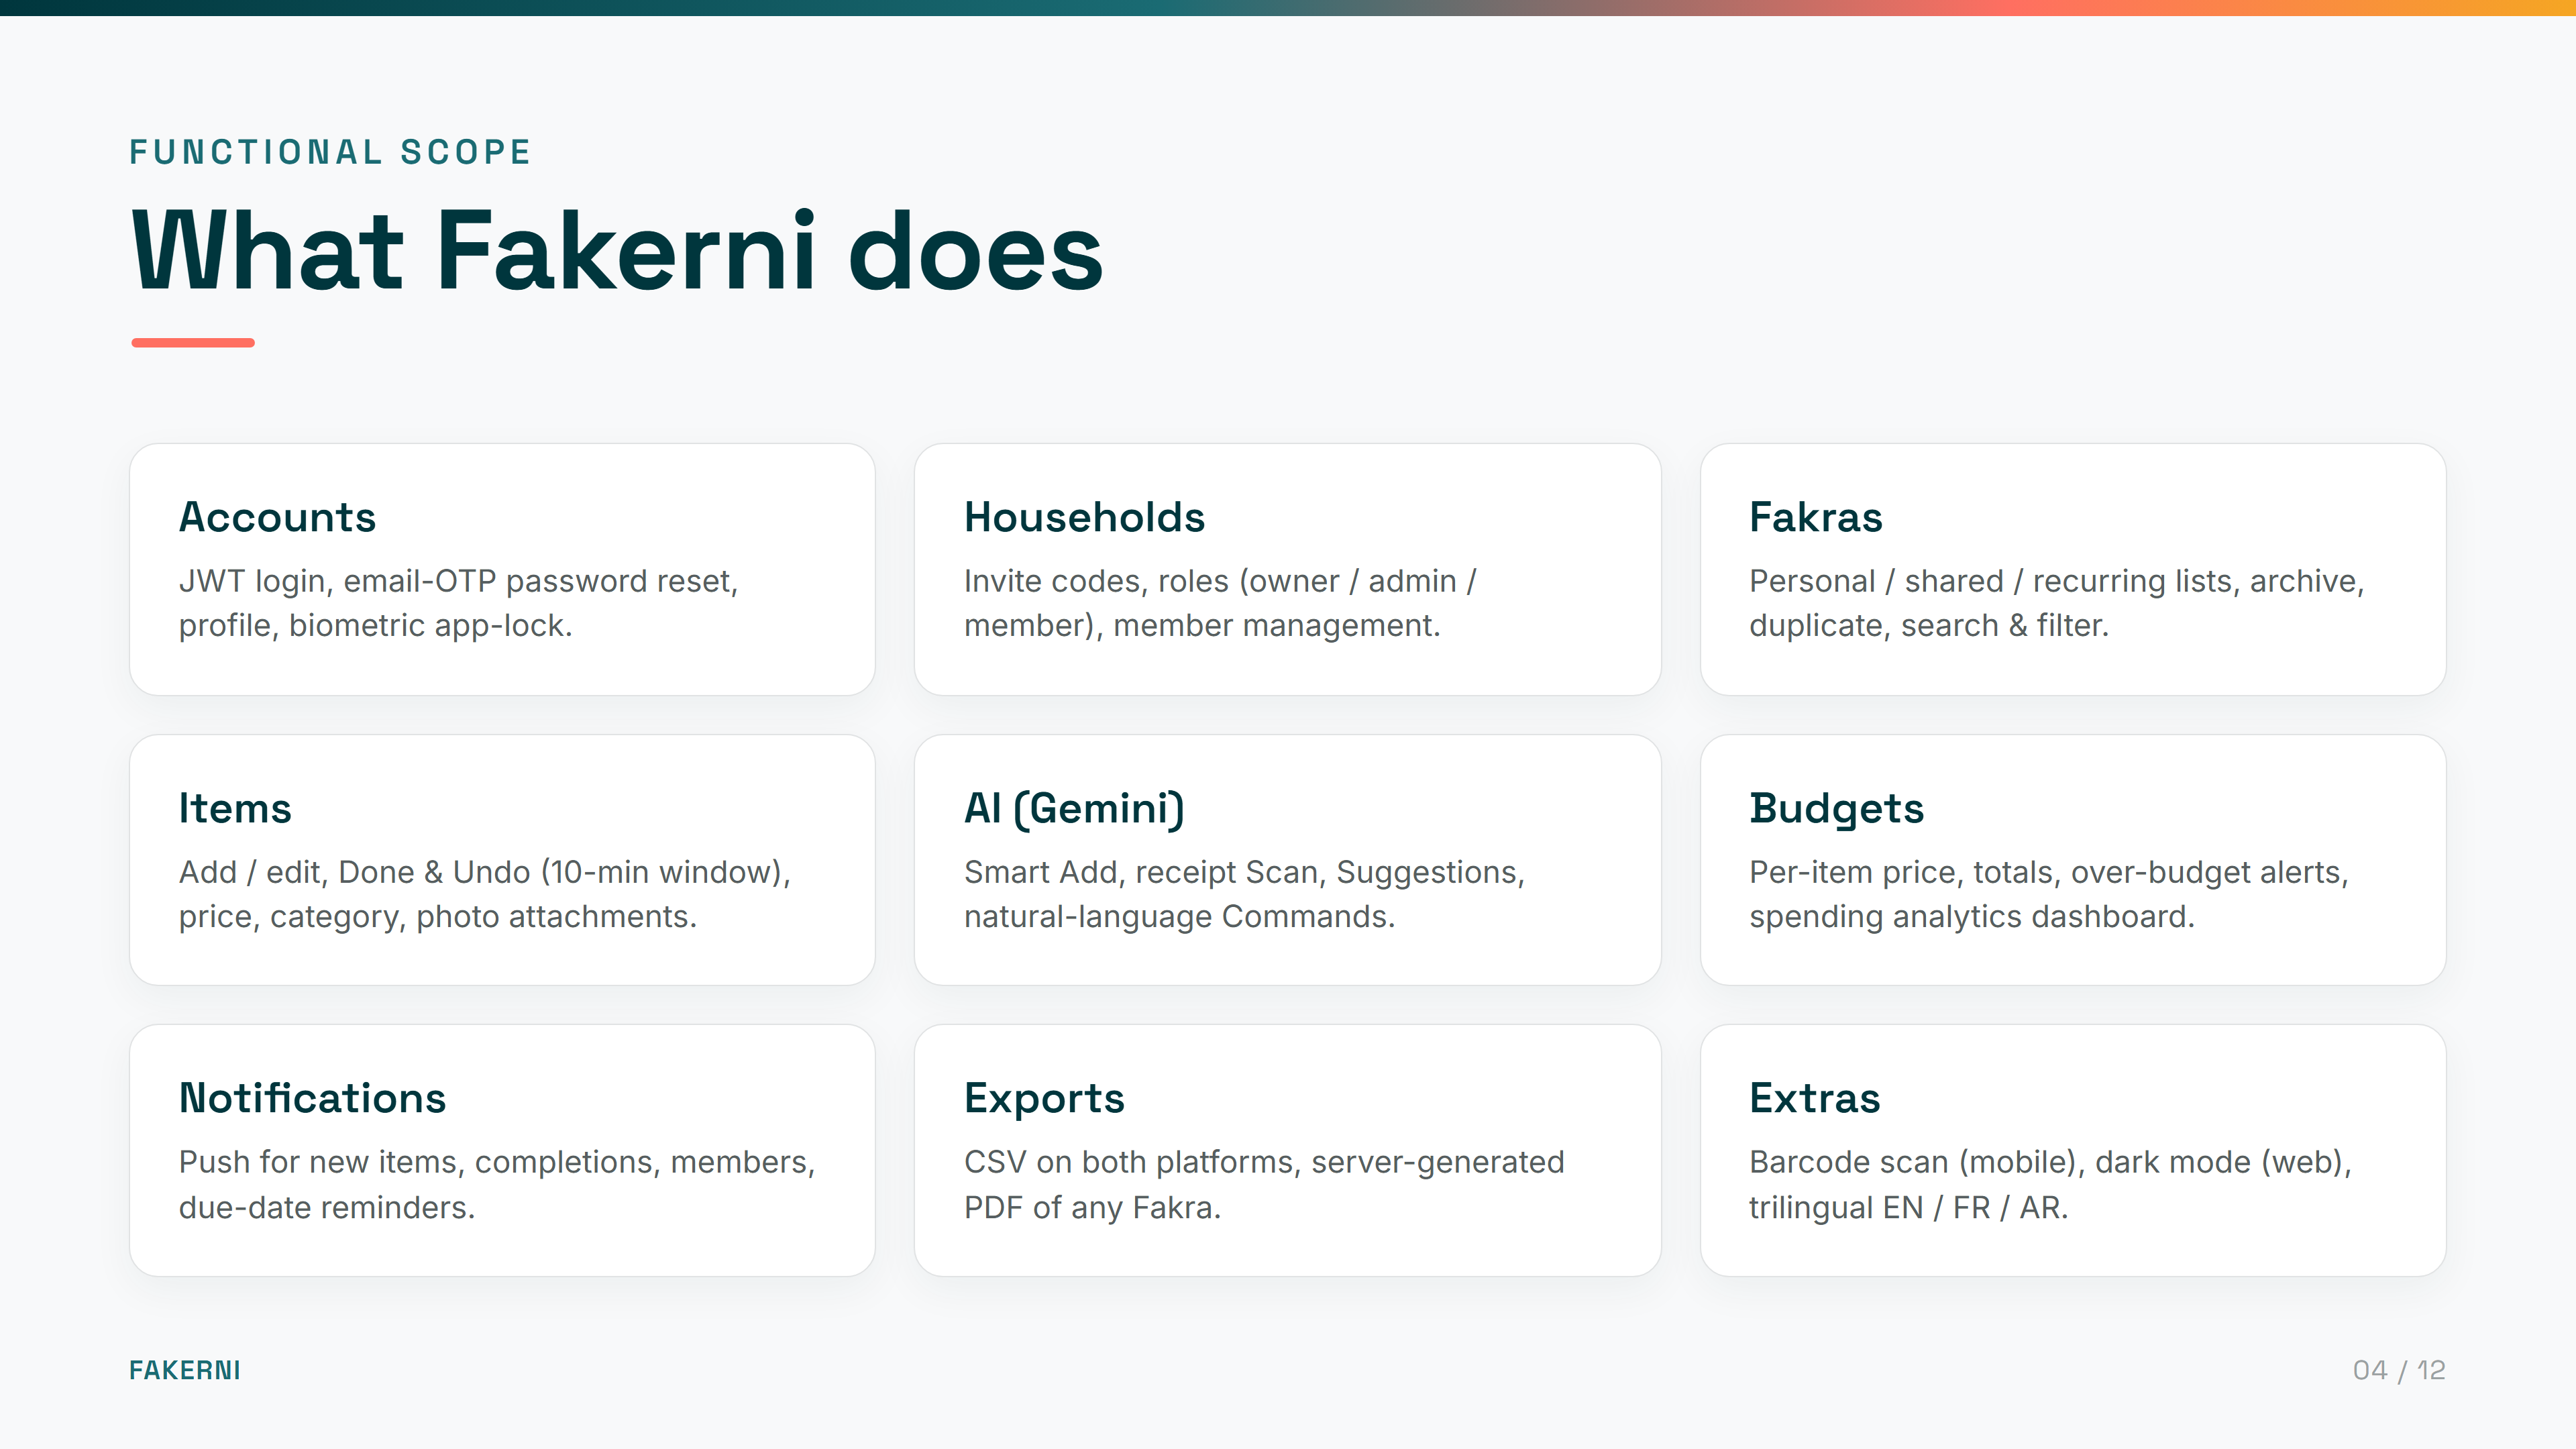 FUNCTIONAL SCOPE
What Fakerni does
Accounts
JWT login, email-OTP password reset,
profile, biometric app-lock.
Households
Invite codes, roles (owner / admin /
member), member management.
Fakras
Personal / shared / recurring lists, archive,
duplicate, search & filter.
Items
Add / edit, Done & Undo (10-min window),
price, category, photo attachments.
AI (Gemini)
Smart Add, receipt Scan, Suggestions,
natural-language Commands.
Budgets
Per-item price, totals, over-budget alerts,
spending analytics dashboard.
Notifications
Push for new items, completions, members,
due-date reminders.
Exports
CSV on both platforms, server-generated
PDF of any Fakra.
Extras
Barcode scan (mobile), dark mode (web),
trilingual EN / FR / AR.
FAKERNI
04 / 12